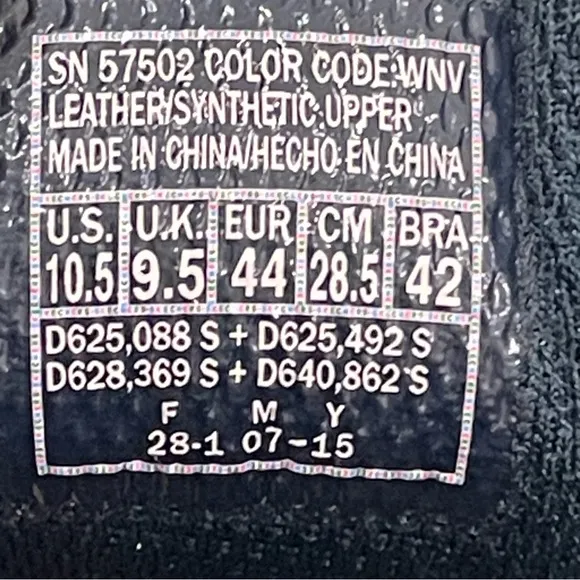 SN 57502 COLOR CODE:WNV
LEATHER/SYNTHETIC UPPER
MADE IN CHINA/HECHO EN CHINA
U.S. U.K. EUR CM BRA
10.5 9.5 44 28.5 42
D625,088 S + D625,492 S
D628,369 S + D640,862 S
F M Y
28-1 07-15